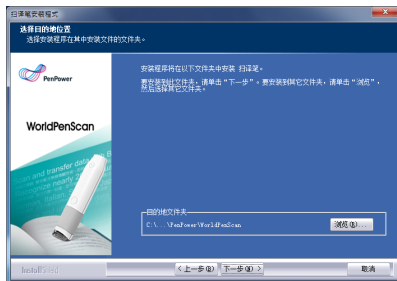 扫译笔安装程式
选择目的地位置
选择安装程序在其中安装文件的文件夹。
PenPower
WorldPenScan
安装程序将在以下文件夹中安装 扫译笔。
要安装到此文件夹，请单击“下一步”。要安装到其它文件夹，请单击“浏览”，
然后选择其它文件夹。
and transfer data
目的地文件夹
C:\...\PenPower\WorldPenScan
浏览(R)...
InstallShield
< 上一步(B)
下一步(N) >
取消